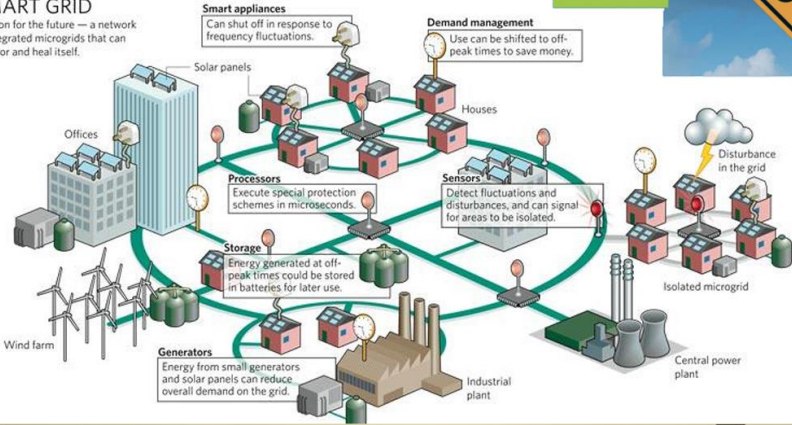 ART GRID
on for the future — a network
egrated microgrids that can
or and heal itself.
Smart appliances
Can shut off in response to
frequency fluctuations.
Demand management
Use can be shifted to off-
peak times to save money.
Solar panels
Houses
Offices
Disturbance
in the grid
Processors
Execute special protection
schemes in microseconds.
Sensors
Detect fluctuations and
disturbances, and can signal
for areas to be isolated.
Storage
Energy generated at off-
peak times could be stored
in batteries for later use.
Isolated microgrid
Wind farm
Generators
Energy from small generators
and solar panels can reduce
overall demand on the grid.
Industrial
plant
Central power
plant